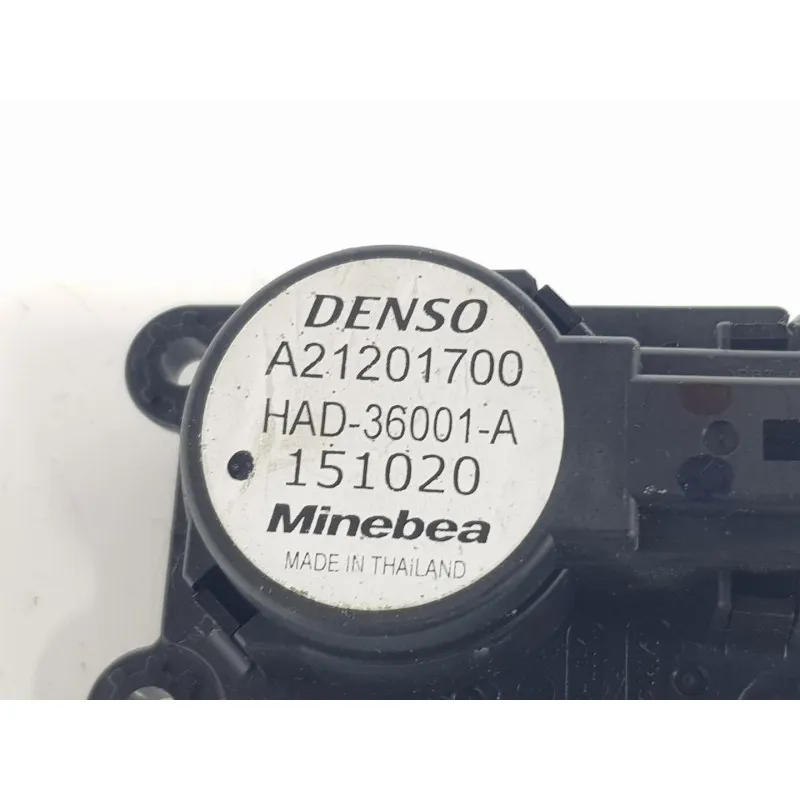 DENSO
A21201700
HAD-36001-A
151020
Minebea
MADE IN THAILAND